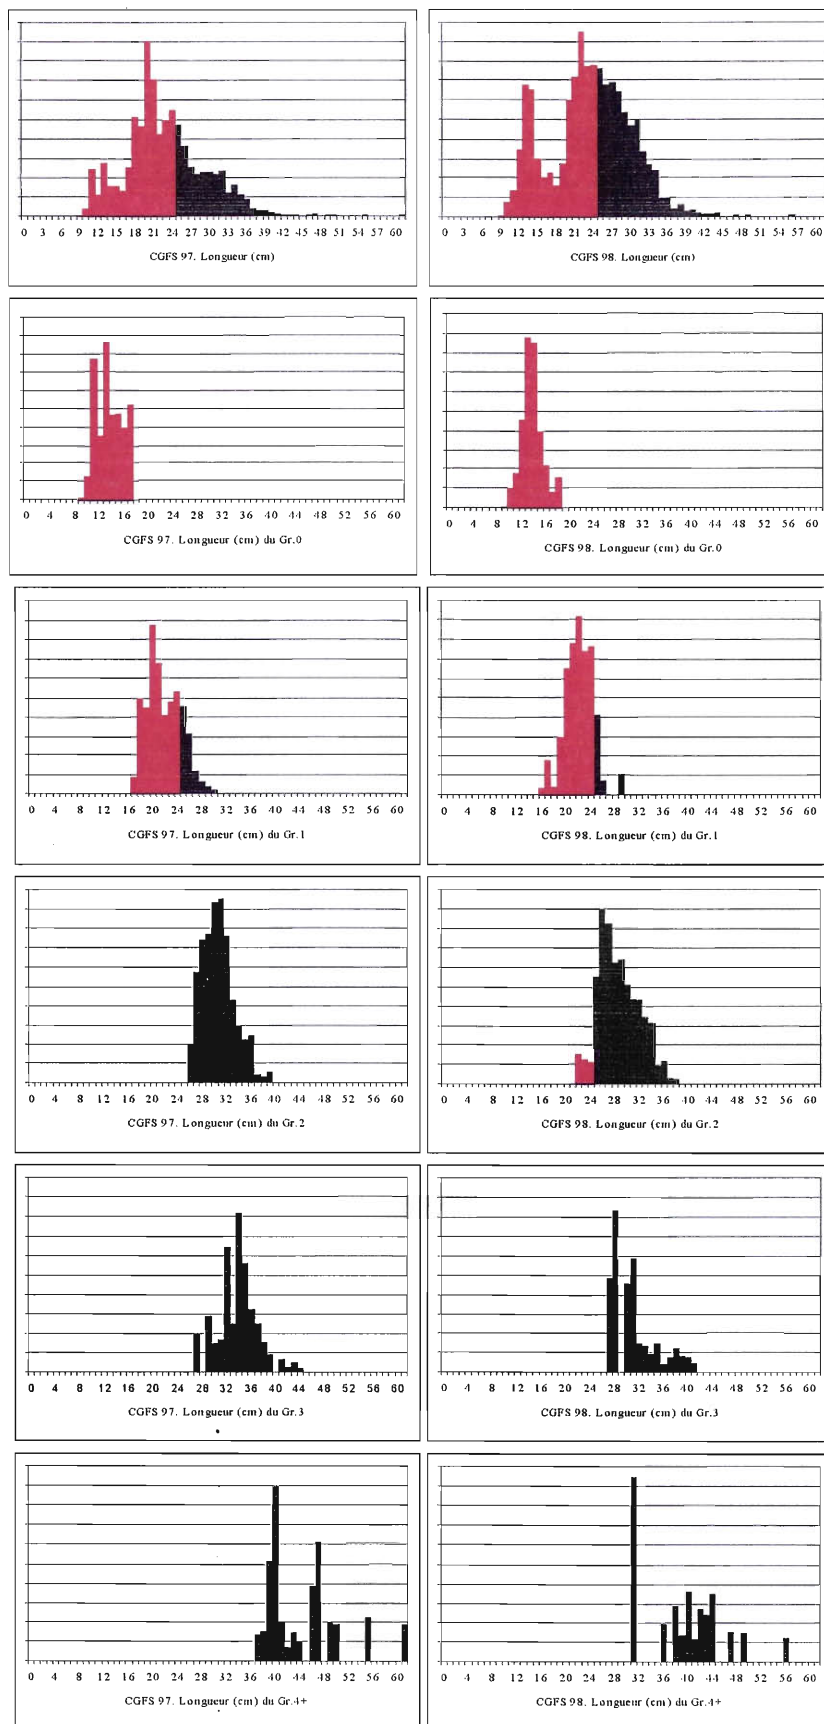 0 3 6 9 12 15 18 21 24 27 30 33 36 39 42 45 48 51 54 57 60
CGFS 97. Longueur (cm)
0 3 6 9 12 15 18 21 24 27 30 33 36 39 42 45 48 51 54 57 60
CGFS 98. Longueur (cm)
0 4 8 12 16 20 24 28 32 36 40 44 48 52 56 60
CGFS 97. Longueur (cm) du Gr.0
0 4 8 12 16 20 24 28 32 36 40 44 48 52 56 60
CGFS 98. Longueur (cm) du Gr.0
0 4 8 12 16 20 24 28 32 36 40 44 48 52 56 60
CGFS 97. Longueur (cm) du Gr.1
0 4 8 12 16 20 24 28 32 36 40 44 48 52 56 60
CGFS 98. Longueur (cm) du Gr.1
0 4 8 12 16 20 24 28 32 36 40 44 48 52 56 60
CGFS 97. Longueur (cm) du Gr.2
0 4 8 12 16 20 24 28 32 36 40 44 48 52 56 60
CGFS 98. Longueur (cm) du Gr.2
0 4 8 12 16 20 24 28 32 36 40 44 48 52 56 60
CGFS 97. Longueur (cm) du Gr.3
0 4 8 12 16 20 24 28 32 36 40 44 48 52 56 60
CGFS 98. Longueur (cm) du Gr.3
0 4 8 12 16 20 24 28 32 36 40 44 48 52 56 60
CGFS 97. Longueur (cm) du Gr.4+
0 4 8 12 16 20 24 28 32 36 40 44 48 52 56 60
CGFS 98. Longueur (cm) du Gr.4+